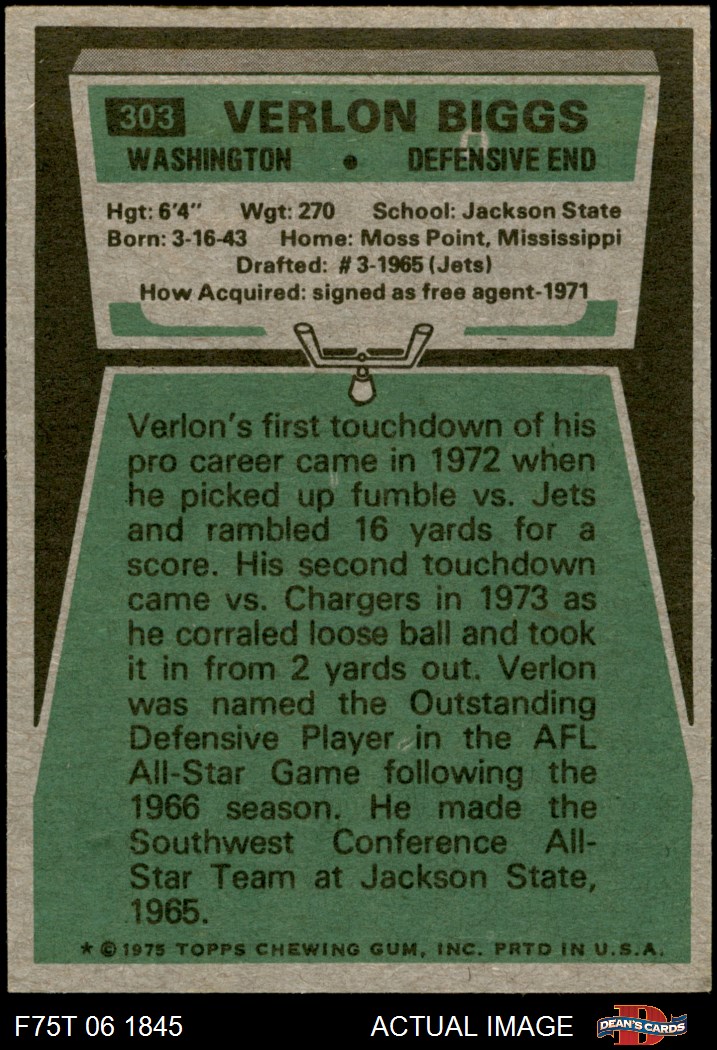 303 VERLON BIGGS
WASHINGTON • DEFENSIVE END
Hgt: 6'4" Wgt: 270 School: Jackson State
Born: 3-16-43 Home: Moss Point, Mississippi
Drafted: #3-1965 (Jets)
How Acquired: signed as free agent-1971
Verlon's first touchdown of his
pro career came in 1972 when
he picked up fumble vs. Jets
and rambled 16 yards for a
score. His second touchdown
came vs. Chargers in 1973 as
he corraled loose ball and took
it in from 2 yards out. Verlon
was named the Outstanding
Defensive Player in the AFL
All-Star Game following the
1966 season. He made the
Southwest Conference All-
Star Team at Jackson State,
1965.
* © 1975 TOPPS CHEWING GUM, INC. PRTD IN U.S.A.
F75T 06 1845 ACTUAL IMAGE D DEAN'S CARDS